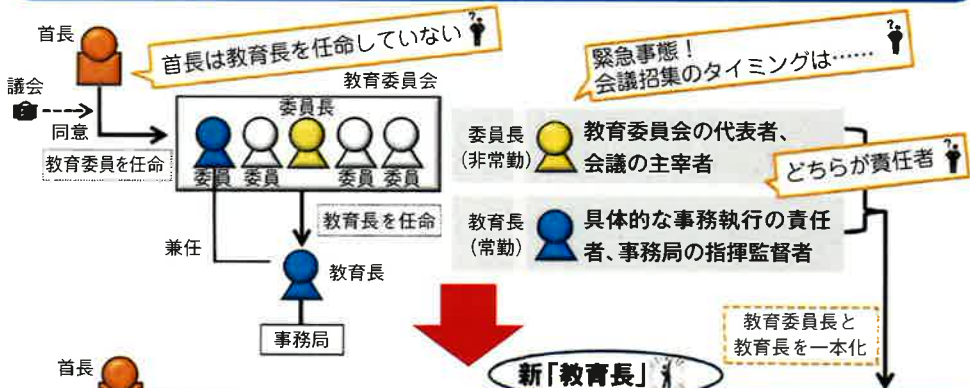 首長
首長は教育長を任命していない
議会
同意
教育委員を任命
教育委員会
委員長
委員
委員
委員
委員
教育長を任命
兼任
教育長
事務局
緊急事態！
会議招集のタイミングは……
委員長
(非常勤)
教育委員会の代表者、
会議の主宰者
どちらが責任者
教育長
(常勤)
具体的な事務執行の責任
者、事務局の指揮監督者
教育委員長と
教育長を一本化
首長
新「教育長」